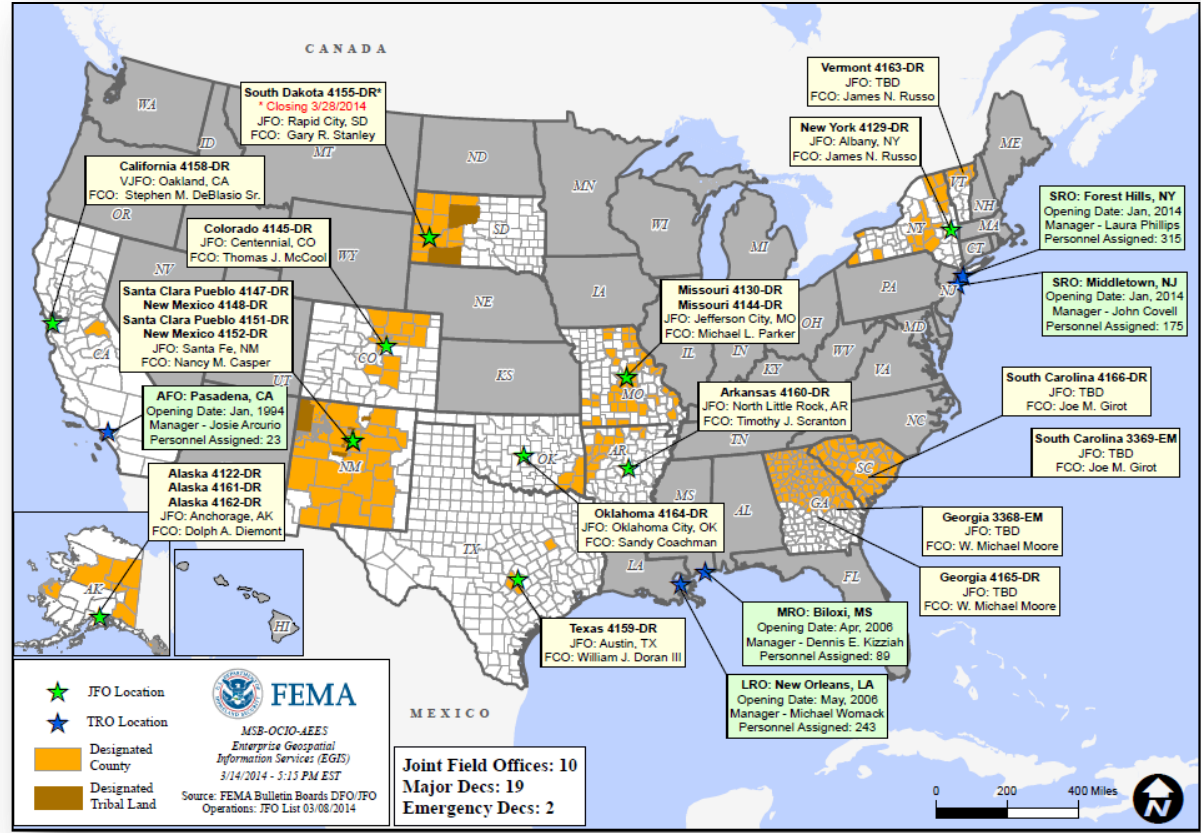 CANADA
WA
OR
ID
MT
ND
MN
WI
MI
ME
VT
NH
MA
CT
NY
NJ
PA
MD
OH
IN
IL
IA
NE
SD
WY
NV
CA
UT
CO
KS
MO
KY
WV
VA
NC
TN
SC
GA
AL
MS
AR
OK
NM
TX
LA
FL
AK
HI
South Dakota 4155-DR*
* Closing 3/28/2014
JFO: Rapid City, SD
FCO: Gary R. Stanley
California 4158-DR
VJFO: Oakland, CA
FCO: Stephen M. DeBlasio Sr.
Colorado 4145-DR
JFO: Centennial, CO
FCO: Thomas J. McCool
Santa Clara Pueblo 4147-DR
New Mexico 4148-DR
Santa Clara Pueblo 4151-DR
New Mexico 4152-DR
JFO: Santa Fe, NM
FCO: Nancy M. Casper
AFO: Pasadena, CA
Opening Date: Jan, 1994
Manager - Josie Arcurio
Personnel Assigned: 23
Alaska 4122-DR
Alaska 4161-DR
Alaska 4162-DR
JFO: Anchorage, AK
FCO: Dolph A. Diemont
Vermont 4163-DR
JFO: TBD
FCO: James N. Russo
New York 4129-DR
JFO: Albany, NY
FCO: James N. Russo
SRO: Forest Hills, NY
Opening Date: Jan, 2014
Manager - Laura Phillips
Personnel Assigned: 315
SRO: Middletown, NJ
Opening Date: Jan, 2014
Manager - John Covell
Personnel Assigned: 175
Missouri 4130-DR
Missouri 4144-DR
JFO: Jefferson City, MO
FCO: Michael L. Parker
Arkansas 4160-DR
JFO: North Little Rock, AR
FCO: Timothy J. Scranton
South Carolina 4166-DR
JFO: TBD
FCO: Joe M. Girot
South Carolina 3369-EM
JFO: TBD
FCO: Joe M. Girot
Oklahoma 4164-DR
JFO: Oklahoma City, OK
FCO: Sandy Coachman
Georgia 3368-EM
JFO: TBD
FCO: W. Michael Moore
Georgia 4165-DR
JFO: TBD
FCO: W. Michael Moore
Texas 4159-DR
JFO: Austin, TX
FCO: William J. Doran III
MRO: Biloxi, MS
Opening Date: Apr, 2006
Manager - Dennis E. Kizziah
Personnel Assigned: 89
LRO: New Orleans, LA
Opening Date: May, 2006
Manager - Michael Womack
Personnel Assigned: 243
MEXICO
JFO Location
TRO Location
Designated
County
Designated
Tribal Land
FEMA
MSB-OCIO-AEES
Enterprise Geospatial
Information Services (EGIS)
3/14/2014 - 5:15 PM EST
Source: FEMA Bulletin Boards DFO/JFO
Operations: JFO List 03/08/2014
Joint Field Offices: 10
Major Decs: 19
Emergency Decs: 2
0 200 400 Miles
N